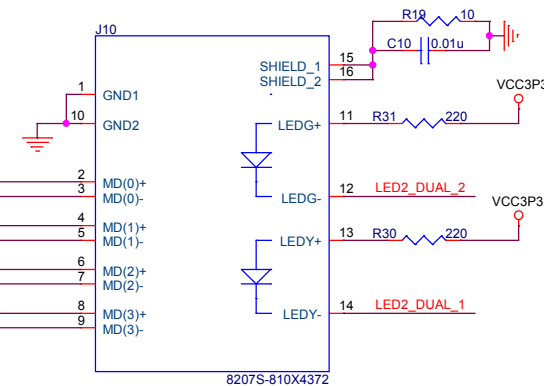 J10
R19 10
C10 0.01u
SHIELD_1 15
SHIELD_2 16
VCC3P3
1 GND1
10 GND2
LEDG+ 11 R31 220
2 MD(0)+
3 MD(0)-
LEDG- 12 LED2_DUAL_2
VCC3P3
4 MD(1)+
5 MD(1)-
LEDY+ 13 R30 220
6 MD(2)+
7 MD(2)-
8 MD(3)+
9 MD(3)-
LEDY- 14 LED2_DUAL_1
8207S-810X4372